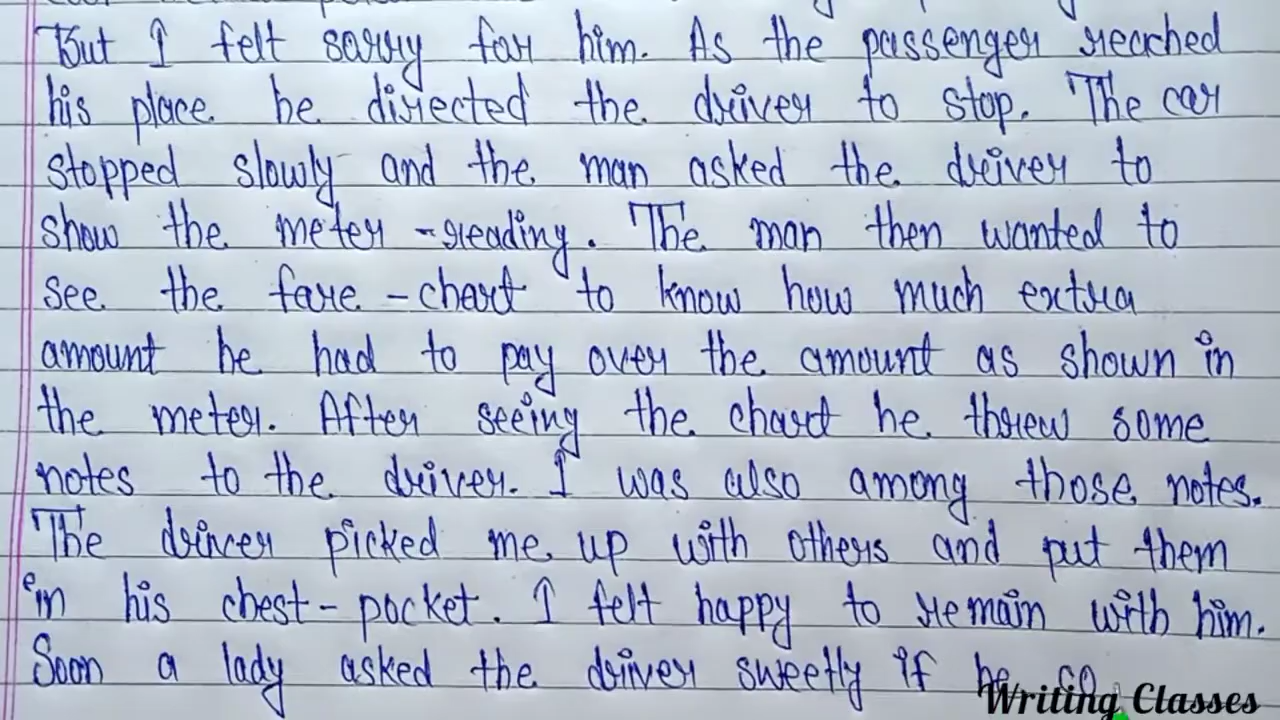 But I felt sorry for him. As the passenger reached
his place he directed the driver to stop. The car
stopped slowly and the man asked the driver to
show the meter-reading. The man then wanted to
see the fare-chart to know how much extra
amount he had to pay over the amount as shown in
the meter. After seeing the chart he threw some
notes to the driver. I was also among those notes.
The driver picked me up with others and put them
in his chest-pocket. I felt happy to remain with him.
Soon a lady asked the driver sweetly if he
Writing Classes